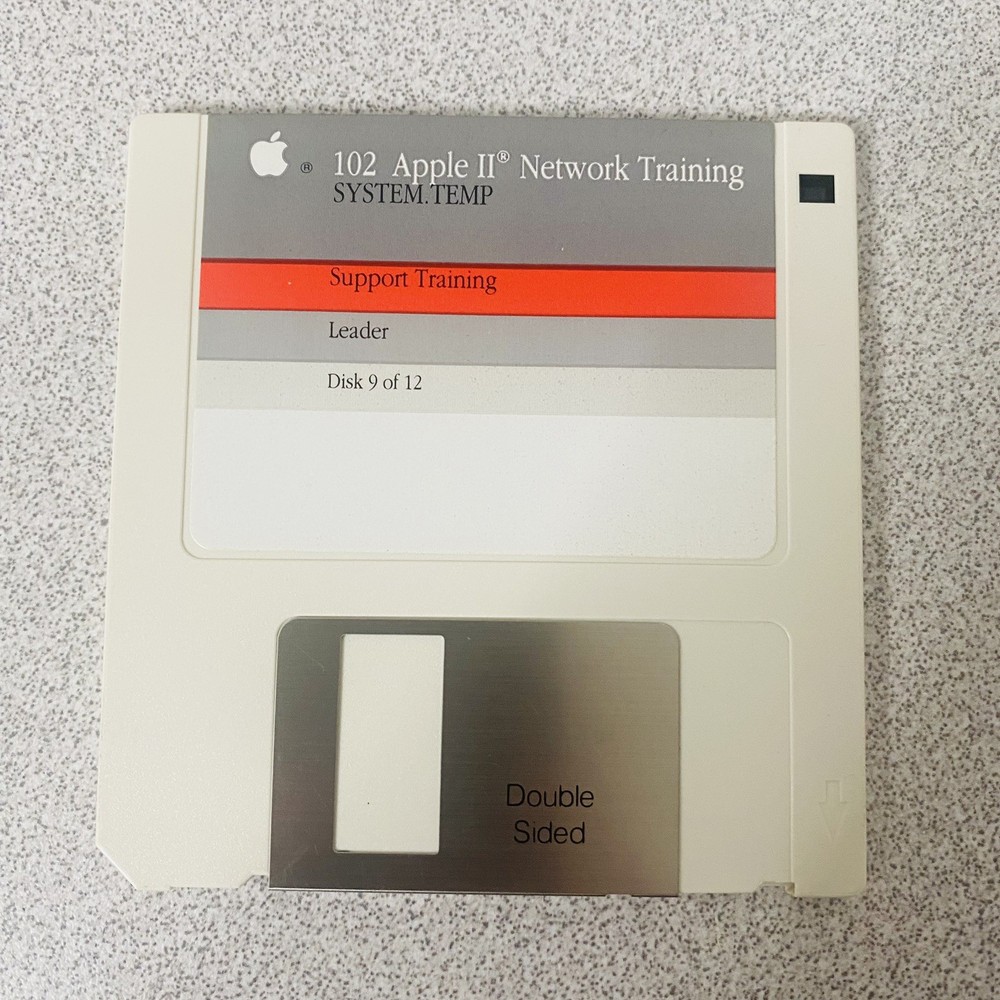 ® 102 Apple II® Network Training
SYSTEM.TEMP
Support Training
Leader
Disk 9 of 12
Double
Sided